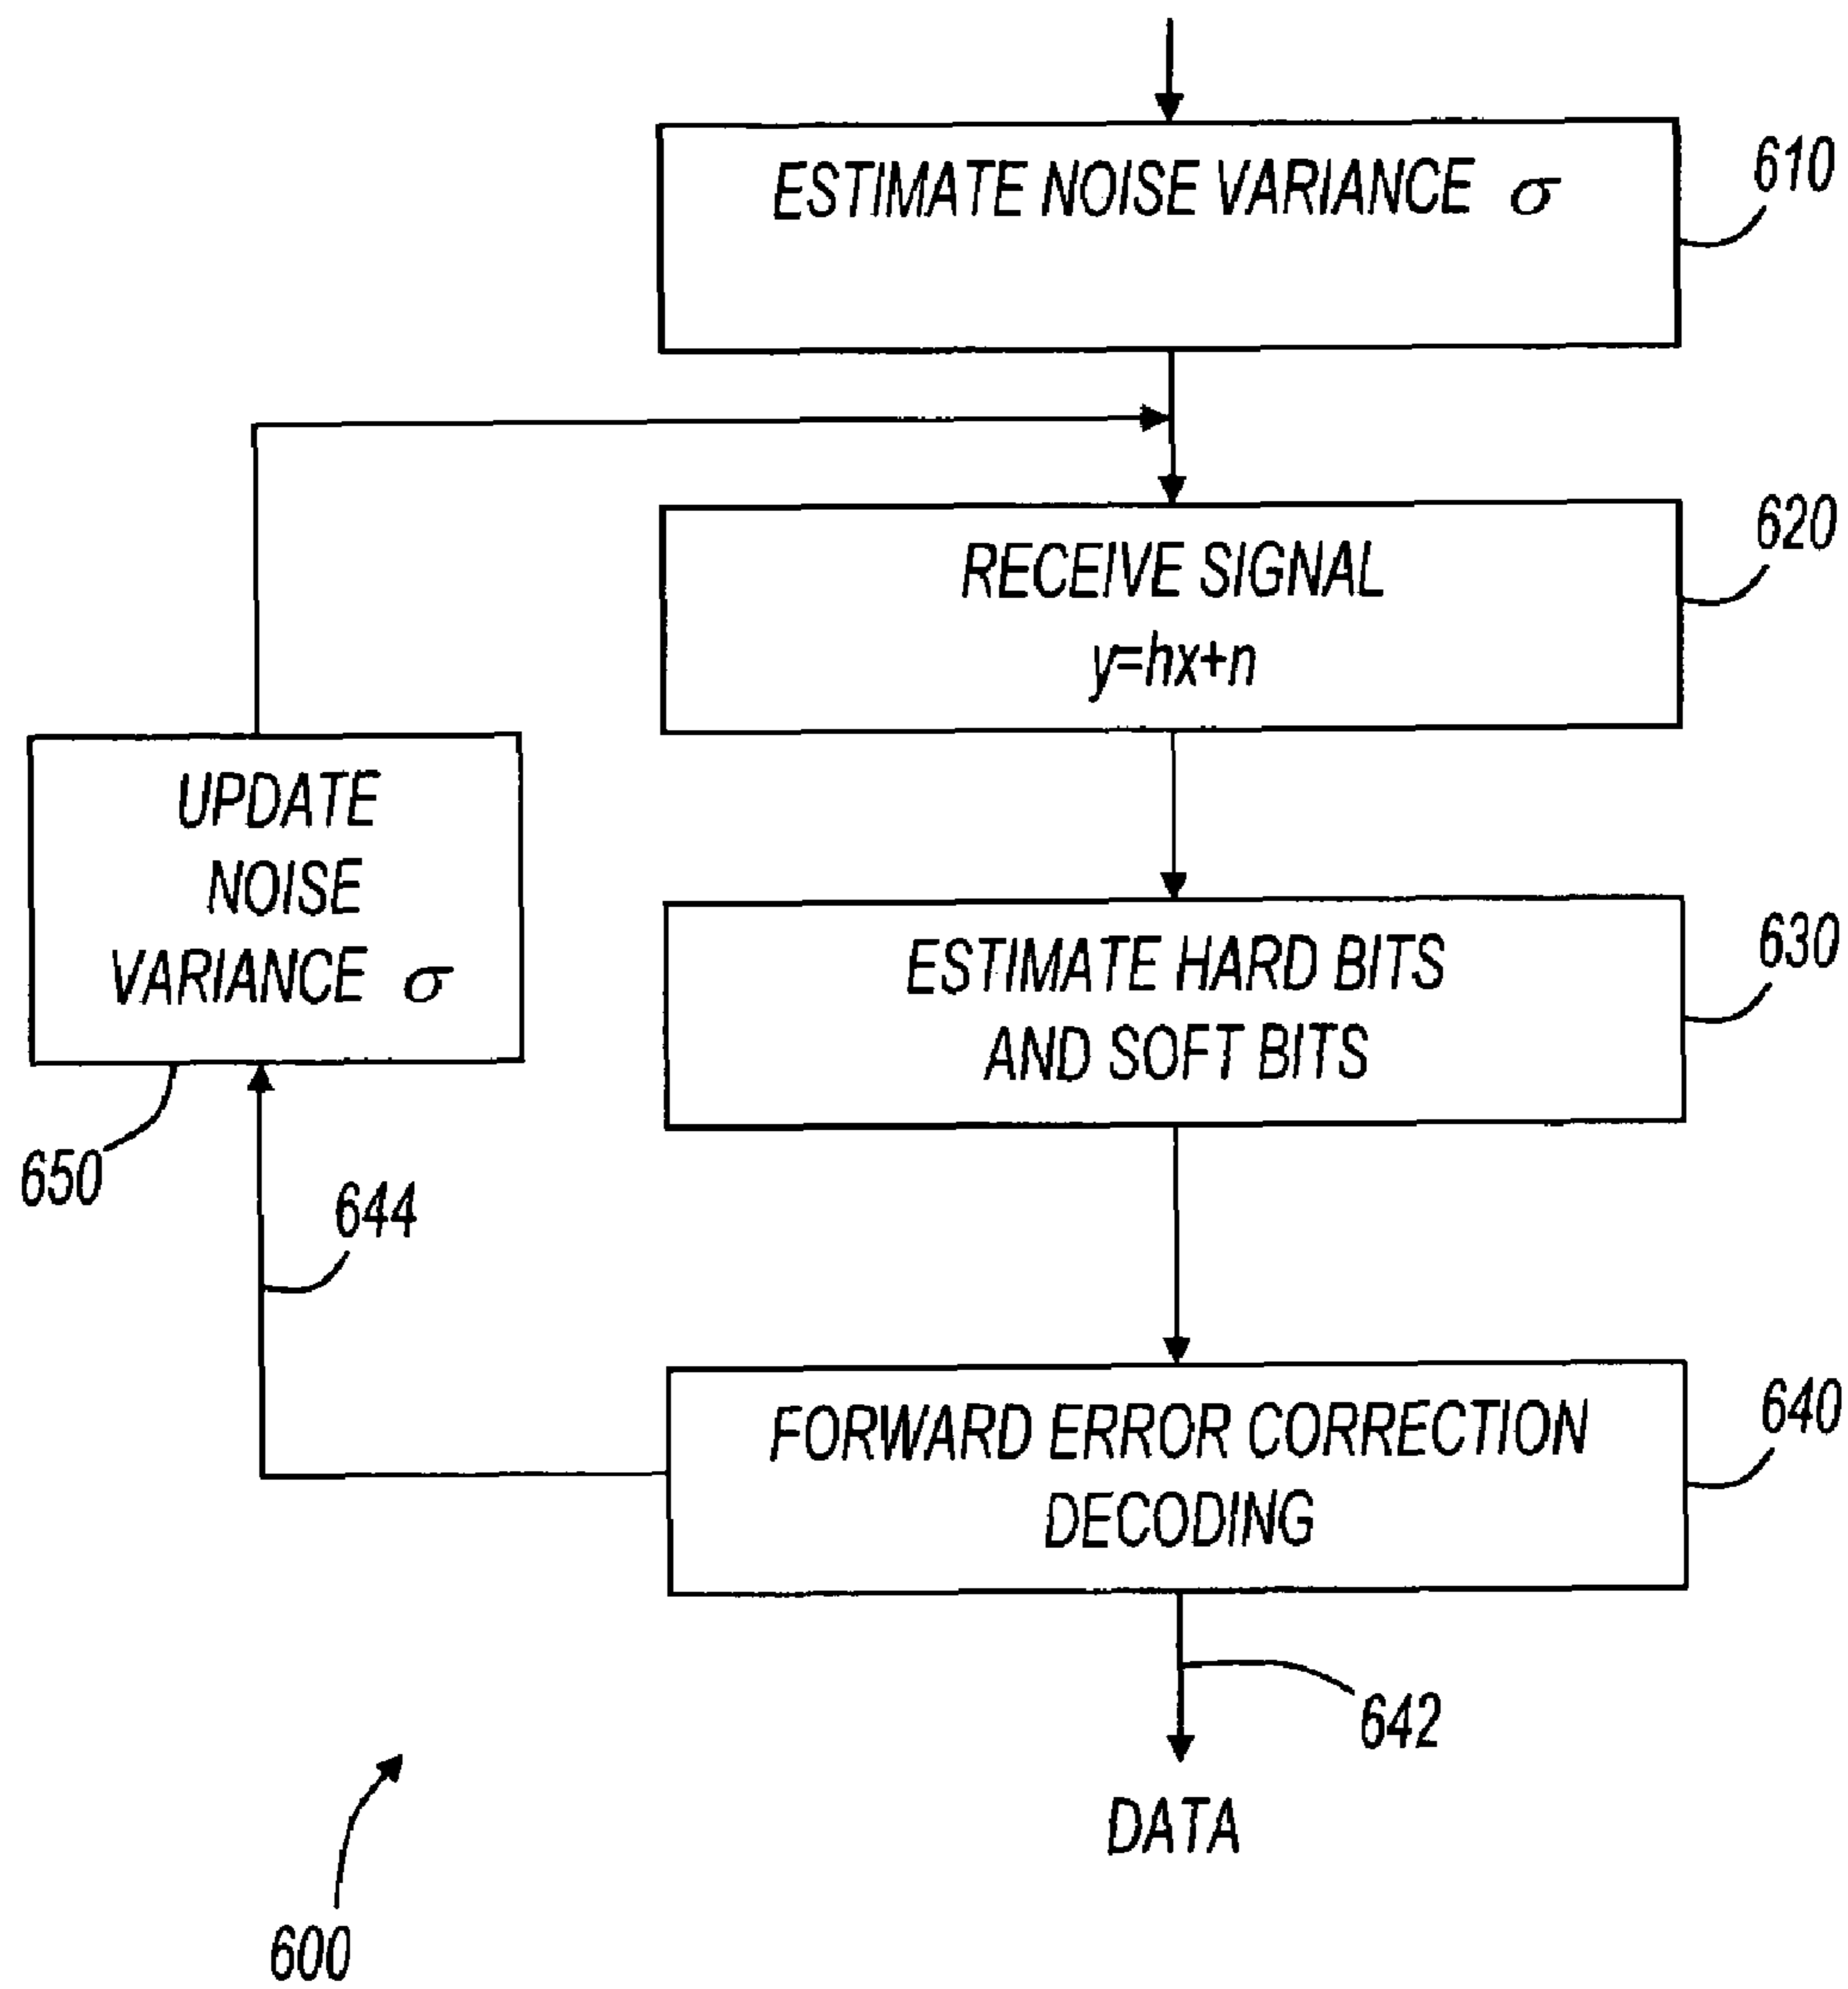 ESTIMATE NOISE VARIANCE σ
610
RECEIVE SIGNAL
y=hx+n
620
UPDATE
NOISE
VARIANCE σ
650
ESTIMATE HARD BITS
AND SOFT BITS
630
644
FORWARD ERROR CORRECTION
DECODING
640
642
DATA
600